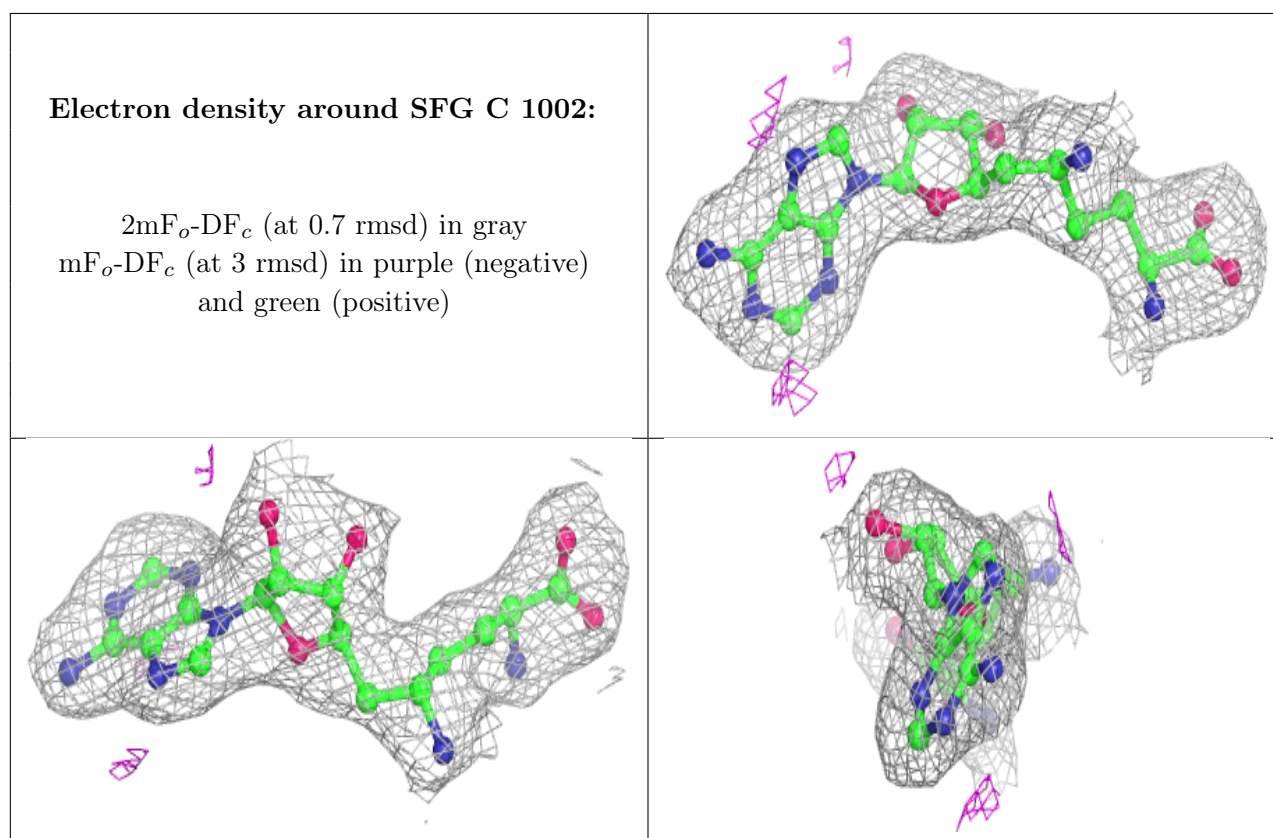 Electron density around SFG C 1002:
2mFₒ-DF𝒸 (at 0.7 rmsd) in gray
mFₒ-DF𝒸 (at 3 rmsd) in purple (negative)
and green (positive)